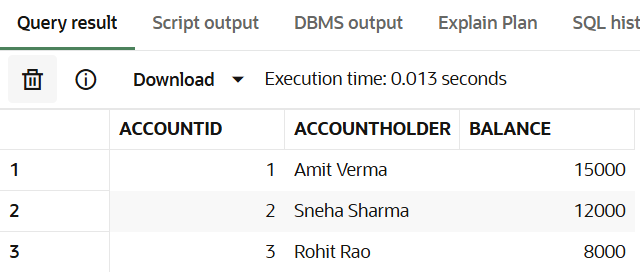 Query result Script output DBMS output Explain Plan SQL hist
Download Execution time: 0.013 seconds
ACCOUNTID ACCOUNTHOLDER BALANCE
1 1 Amit Verma 15000
2 2 Sneha Sharma 12000
3 3 Rohit Rao 8000